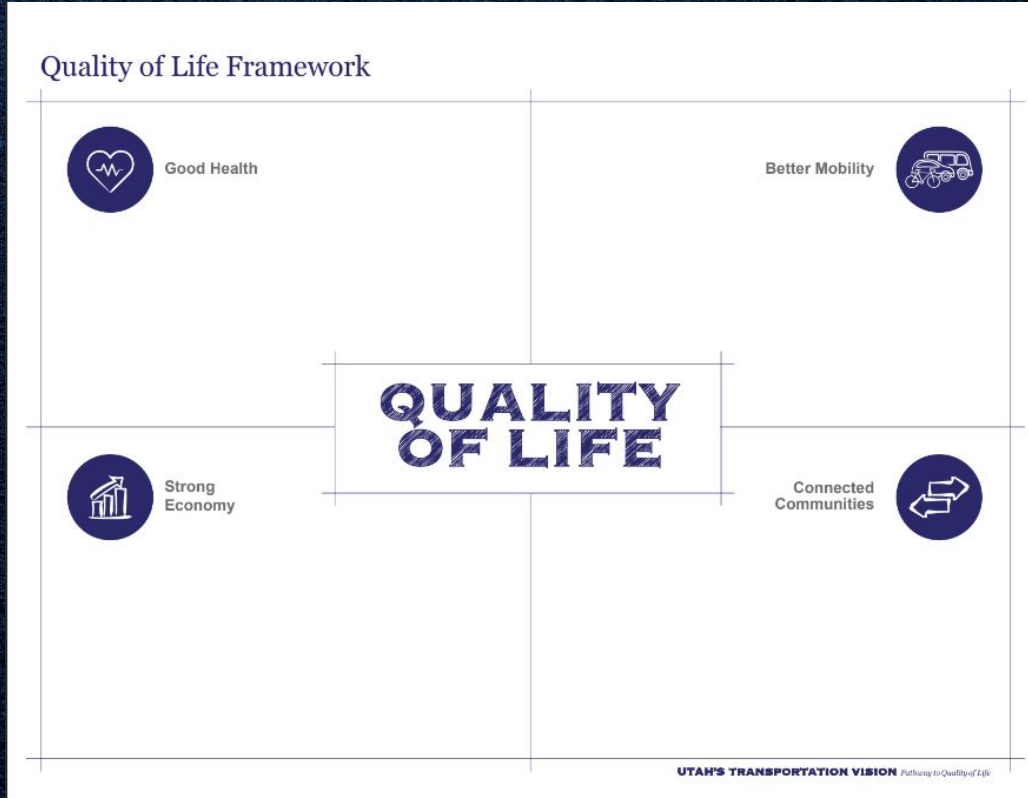 Quality of Life Framework
Good Health
Better Mobility
QUALITY
OF LIFE
Strong
Economy
Connected
Communities
UTAH'S TRANSPORTATION VISION Pathway to Quality of Life